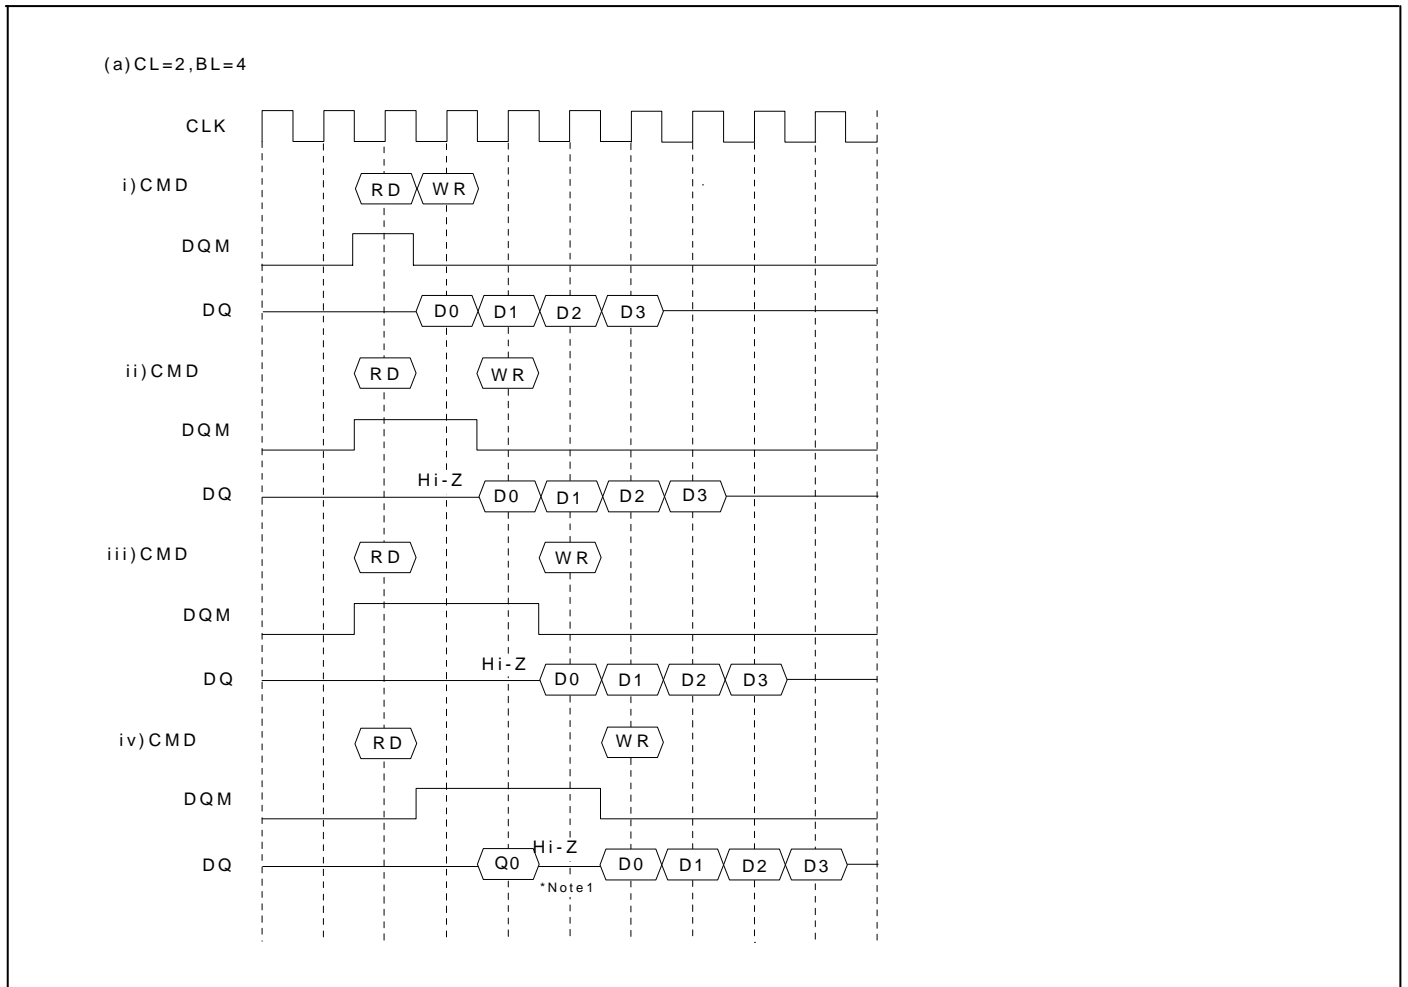 (a)CL=2,BL=4
CLK
i)CMD RD WR
DQM
DQ D0 D1 D2 D3
ii)CMD RD WR
DQM
Hi-Z
DQ D0 D1 D2 D3
iii)CMD RD WR
DQM
Hi-Z
DQ D0 D1 D2 D3
iv)CMD RD WR
DQM
Hi-Z
DQ Q0 D0 D1 D2 D3
*Note1